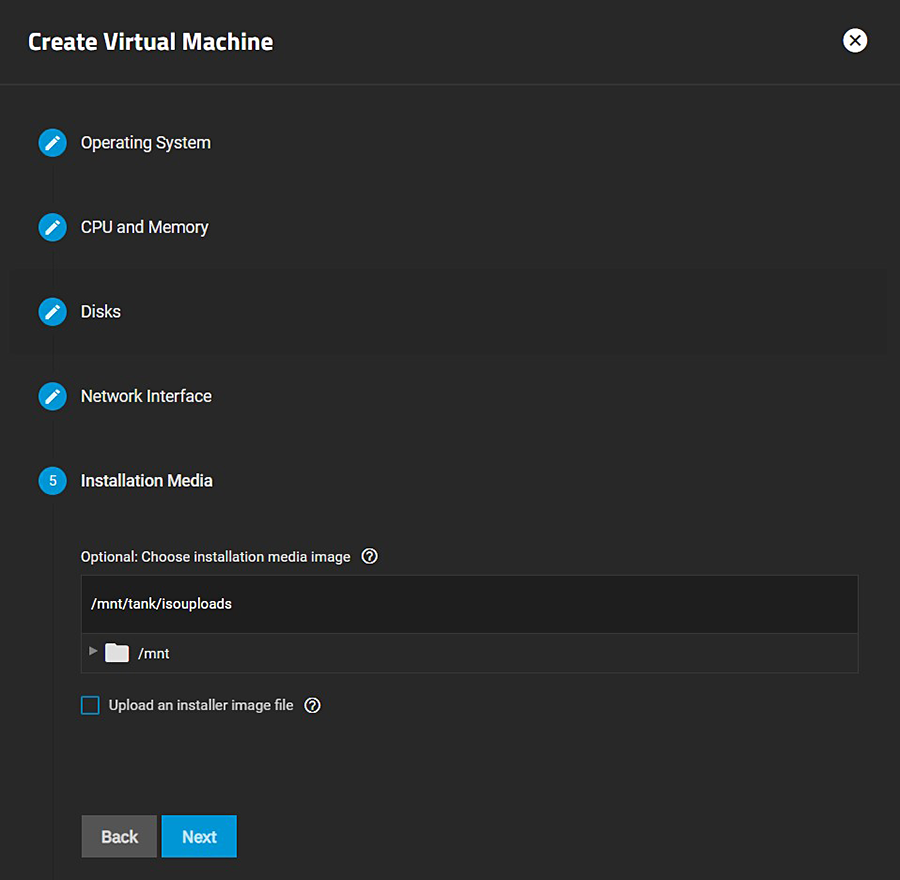 Create Virtual Machine
Operating System
CPU and Memory
Disks
Network Interface
5 Installation Media
Optional: Choose installation media image
/mnt/tank/isouploads
/mnt
Upload an installer image file
Back Next